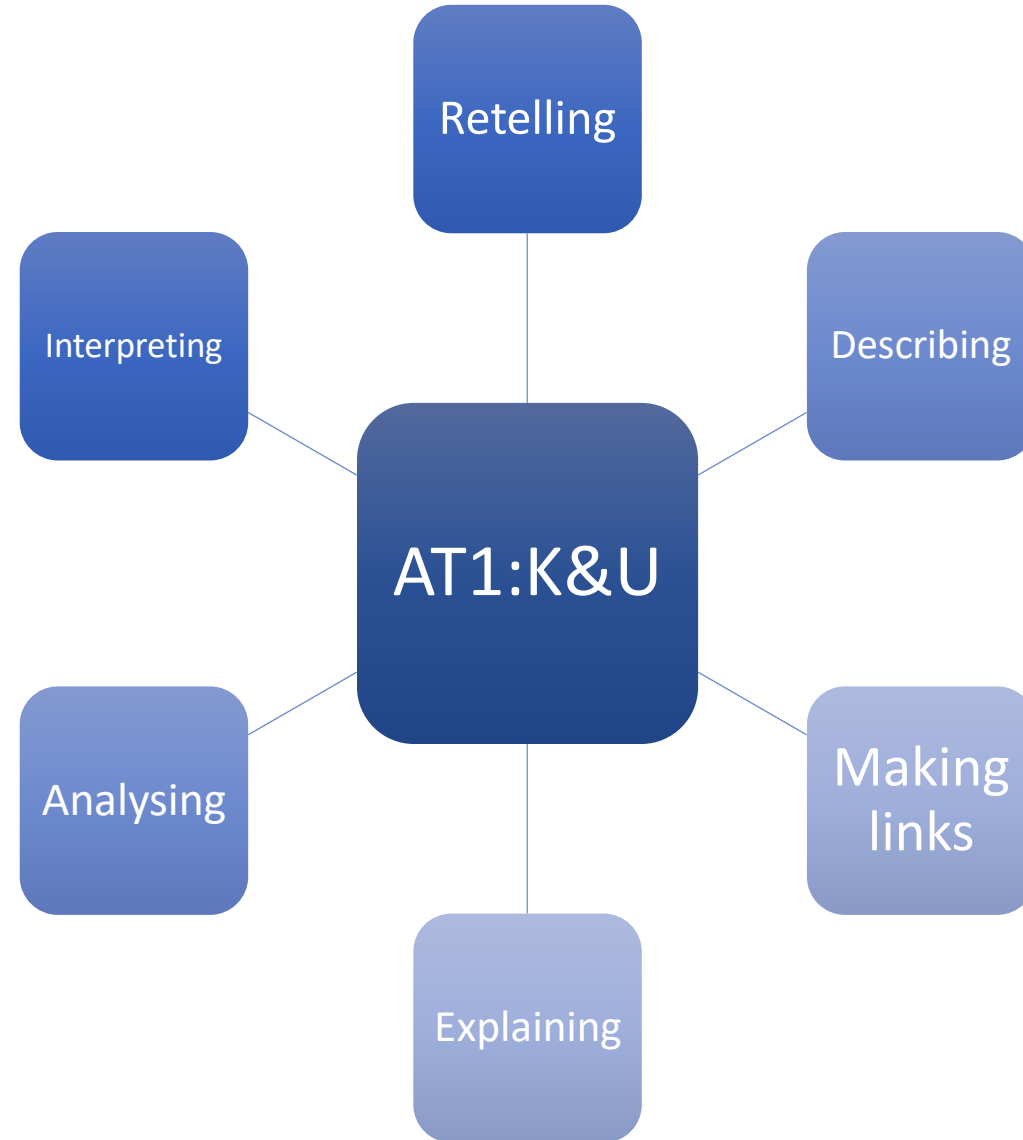 Retelling
Interpreting
Describing
AT1:K&U
Analysing
Making
links
Explaining